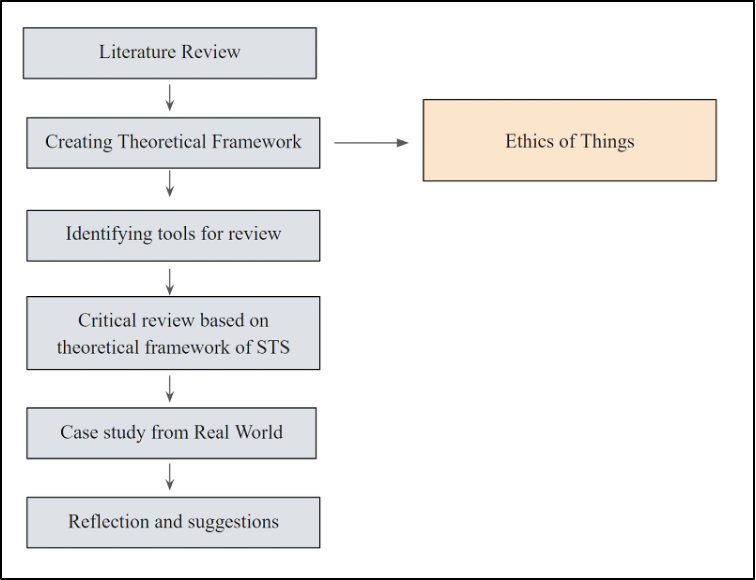 Literature Review
Creating Theoretical Framework
Ethics of Things
Identifying tools for review
Critical review based on
theoretical framework of STS
Case study from Real World
Reflection and suggestions